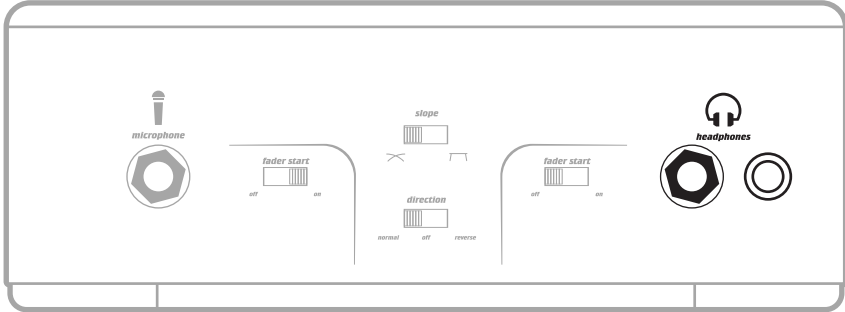 microphone
slope
headphones
fader start
off
on
fader start
off
on
direction
normal
off
reverse